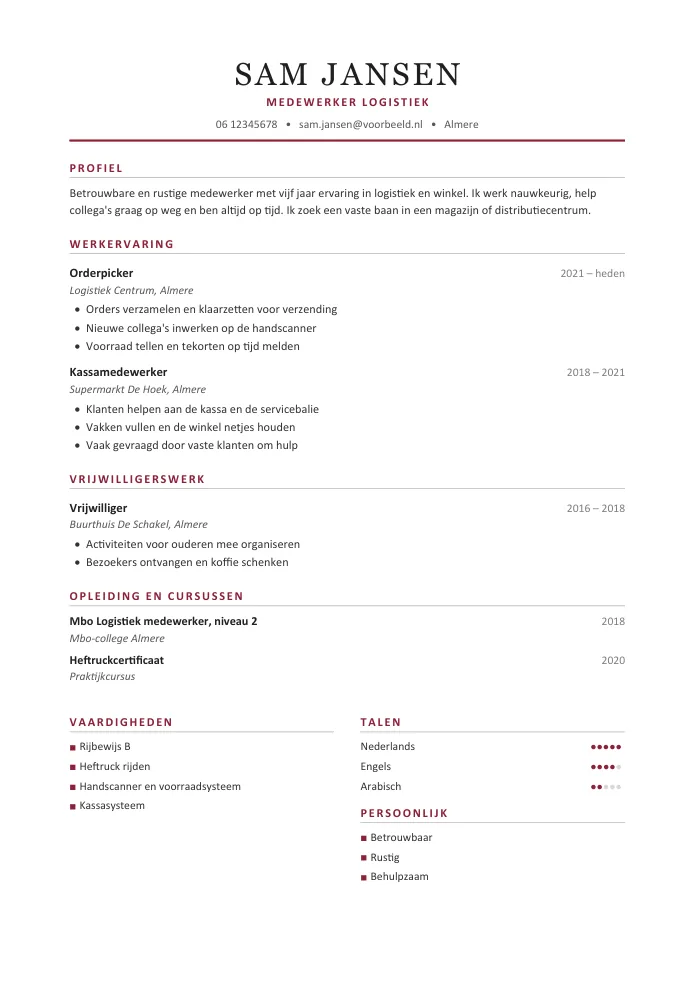 SAM JANSEN
MEDEWERKER LOGISTIEK
06 12345678 • sam.jansen@voorbeeld.nl • Almere
PROFIEL
Betrouwbare en rustige medewerker met vijf jaar ervaring in logistiek en winkel. Ik werk nauwkeurig, help
collega's graag op weg en ben altijd op tijd. Ik zoek een vaste baan in een magazijn of distributiecentrum.
WERKERVARING
Orderpicker 2021 – heden
Logistiek Centrum, Almere
• Orders verzamelen en klaarzetten voor verzending
• Nieuwe collega's inwerken op de handscanner
• Voorraad tellen en tekorten op tijd melden
Kassamedewerker 2018 – 2021
Supermarkt De Hoek, Almere
• Klanten helpen aan de kassa en de servicebalie
• Vakken vullen en de winkel netjes houden
• Vaak gevraagd door vaste klanten om hulp
VRIJWILLIGERSWERK
Vrijwilliger 2016 – 2018
Buurthuis De Schakel, Almere
• Activiteiten voor ouderen mee organiseren
• Bezoekers ontvangen en koffie schenken
OPLEIDING EN CURSUSSEN
Mbo Logistiek medewerker, niveau 2 2018
Mbo-college Almere
Heftruckcertificaat 2020
Praktijkcursus
VAARDIGHEDEN
■ Rijbewijs B
■ Heftruck rijden
■ Handscanner en voorraadsysteem
■ Kassasysteem
TALEN
Nederlands
Engels
Arabisch
PERSOONLIJK
■ Betrouwbaar
■ Rustig
■ Behulpzaam